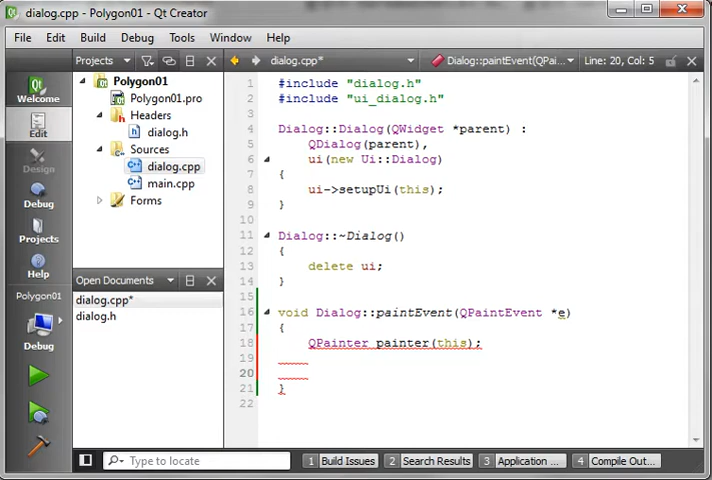 dialog.cpp - Polygon01 - Qt Creator
File Edit Build Debug Tools Window Help
Projects dialog.cpp* Dialog::paintEvent(QPai... Line: 20, Col: 5
Welcome
Edit
Design
Debug
Projects
Help
Polygon01
Debug
Polygon01
Polygon01.pro
Headers
dialog.h
Sources
dialog.cpp
main.cpp
Forms
Open Documents
dialog.cpp*
dialog.h
1 #include "dialog.h"
2 #include "ui_dialog.h"
3
4 Dialog::Dialog(QWidget *parent) :
5 QDialog(parent),
6 ui(new Ui::Dialog)
7 {
8 ui->setupUi(this);
9 }
10
11 Dialog::~Dialog()
12 {
13 delete ui;
14 }
15
16 void Dialog::paintEvent(QPaintEvent *e)
17 {
18 QPainter painter(this);
19
20
21 }
22
Type to locate 1 Build Issues 2 Search Results 3 Application ... 4 Compile Out...